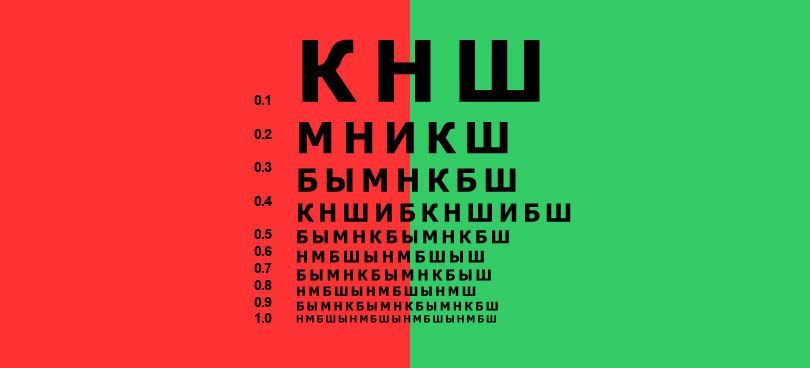 0.1 К Н Ш
0.2 М Н И К Ш
0.3 Б Ы М Н К Б Ш
0.4 К Н Ш И Б К Н Ш И Б Ш
0.5 Б Ы М Н К Б Ы М Н К Б Ш
0.6 Н М Б Ш Ы Н М Б Ш Ы Ш
0.7 Б Ы М Н К Б Ы М Н К Б Ы Ш
0.8 Н М Б Ш Ы Н М Б Ш Ы Н М Ш
0.9 Б Ы М Н К Б Ы М Н К Б Ы М Н К Б Ш
1.0 Н М Б Ш Ы Н М Б Ш Ы Н М Б Ш Ы Н М Б Ш